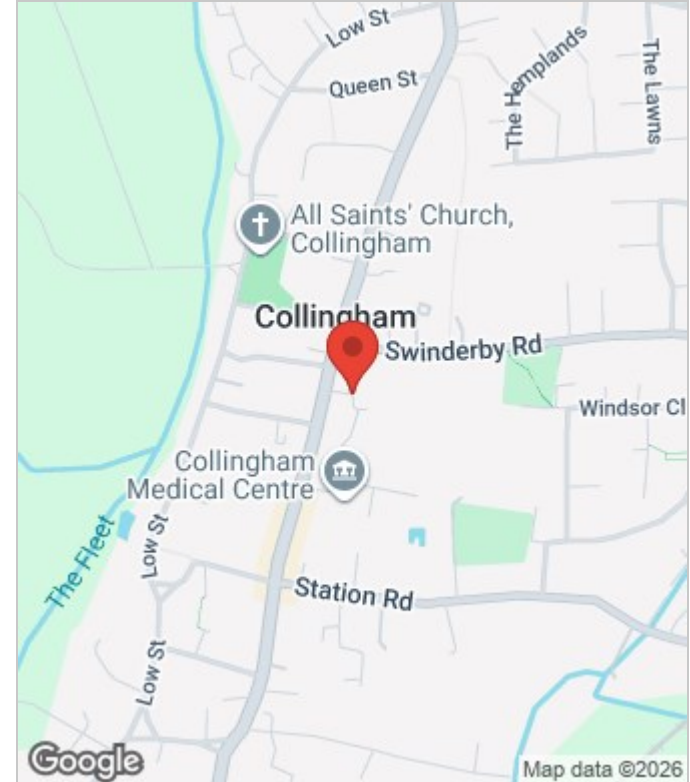 Low St
Queen St
The Hemplands
The Lawns
All Saints' Church,
Collingham
Collingham
Swinderby Rd
Windsor Cl
Collingham
Medical Centre
The Fleet
Low St
Station Rd
Low St
Google
Map data ©2026